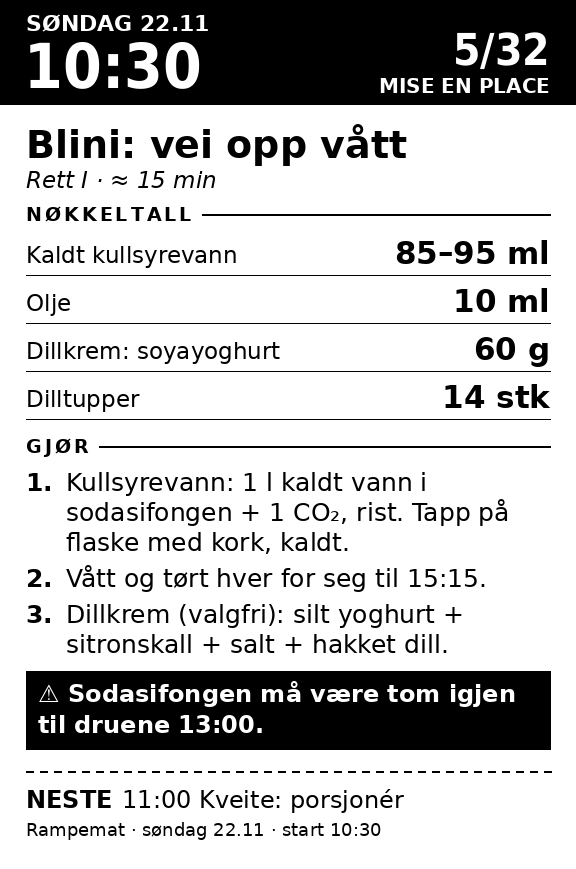 SØNDAG 22.11
10:30
5/32
MISE EN PLACE
Blini: vei opp vått
Rett I · ≈ 15 min
NØKKELTALL
Kaldt kullsyrevann 85–95 ml
Olje 10 ml
Dillkrem: soyayoghurt 60 g
Dilltupper 14 stk
GJØR
1. Kullsyrevann: 1 l kaldt vann i
sodasifongen + 1 CO₂, rist. Tapp på
flaske med kork, kaldt.
2. Vått og tørt hver for seg til 15:15.
3. Dillkrem (valgfri): silt yoghurt +
sitronskall + salt + hakket dill.
⚠ Sodasifongen må være tom igjen
til druene 13:00.
NESTE 11:00 Kveite: porsjonér
Rampemat · søndag 22.11 · start 10:30